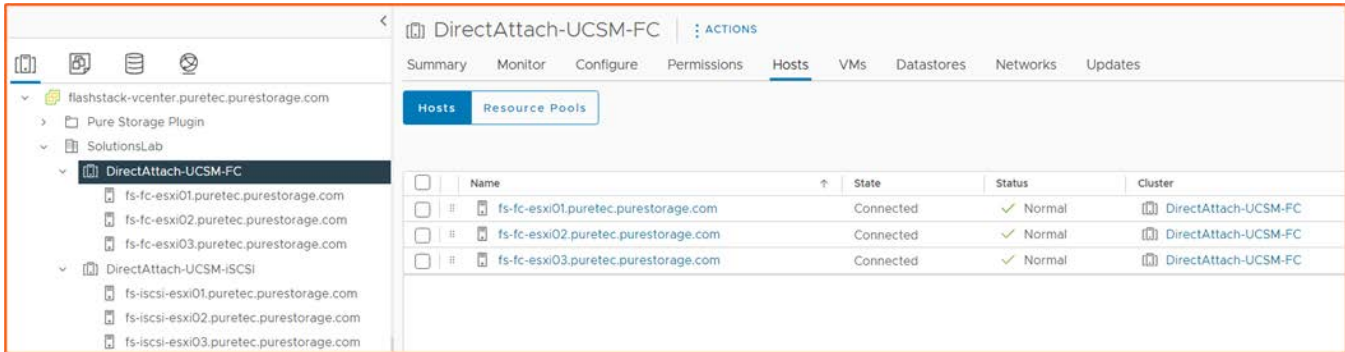 DirectAttach-UCSM-FC
ACTIONS
Summary Monitor Configure Permissions Hosts VMs Datastores Networks Updates
Hosts Resource Pools
flashstack-vcenter.puretec.purestorage.com
Pure Storage Plugin
SolutionsLab
DirectAttach-UCSM-FC
fs-fc-esxi01.puretec.purestorage.com
fs-fc-esxi02.puretec.purestorage.com
fs-fc-esxi03.puretec.purestorage.com
DirectAttach-UCSM-iSCSI
fs-iscsi-esxi01.puretec.purestorage.com
fs-iscsi-esxi02.puretec.purestorage.com
fs-iscsi-esxi03.puretec.purestorage.com
Name State Status Cluster
fs-fc-esxi01.puretec.purestorage.com Connected Normal DirectAttach-UCSM-FC
fs-fc-esxi02.puretec.purestorage.com Connected Normal DirectAttach-UCSM-FC
fs-fc-esxi03.puretec.purestorage.com Connected Normal DirectAttach-UCSM-FC